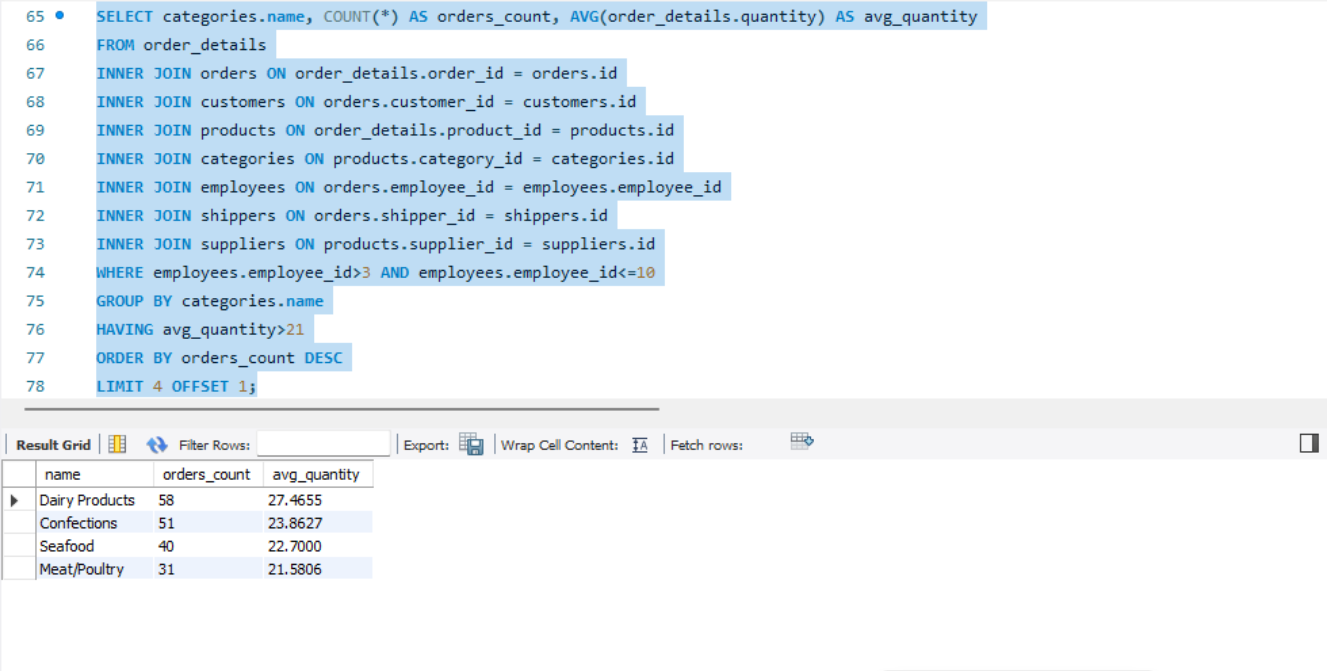 65 SELECT categories.name, COUNT(*) AS orders_count, AVG(order_details.quantity) AS avg_quantity
66 FROM order_details
67 INNER JOIN orders ON order_details.order_id = orders.id
68 INNER JOIN customers ON orders.customer_id = customers.id
69 INNER JOIN products ON order_details.product_id = products.id
70 INNER JOIN categories ON products.category_id = categories.id
71 INNER JOIN employees ON orders.employee_id = employees.employee_id
72 INNER JOIN shippers ON orders.shipper_id = shippers.id
73 INNER JOIN suppliers ON products.supplier_id = suppliers.id
74 WHERE employees.employee_id>3 AND employees.employee_id<=10
75 GROUP BY categories.name
76 HAVING avg_quantity>21
77 ORDER BY orders_count DESC
78 LIMIT 4 OFFSET 1;
Result Grid Filter Rows: Export: Wrap Cell Content: IA Fetch rows:
name orders_count avg_quantity
Dairy Products 58 27.4655
Confections 51 23.8627
Seafood 40 22.7000
Meat/Poultry 31 21.5806